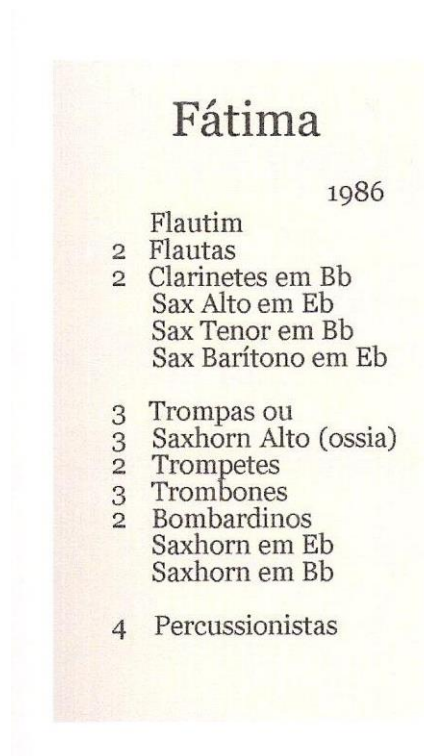 Fátima
1986
Flautim
2 Flautas
2 Clarinetes em Bb
Sax Alto em Eb
Sax Tenor em Bb
Sax Barítono em Eb
3 Trompas ou
3 Saxhorn Alto (ossia)
2 Trompetes
3 Trombones
2 Bombardinos
Saxhorn em Eb
Saxhorn em Bb
4 Percussionistas